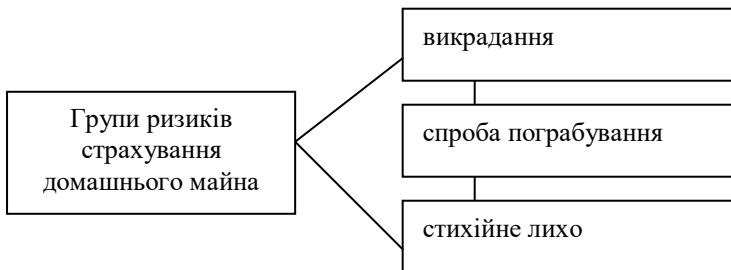 Групи ризиків
страхування
домашнього майна
викрадання
спроба пограбування
стихійне лихо